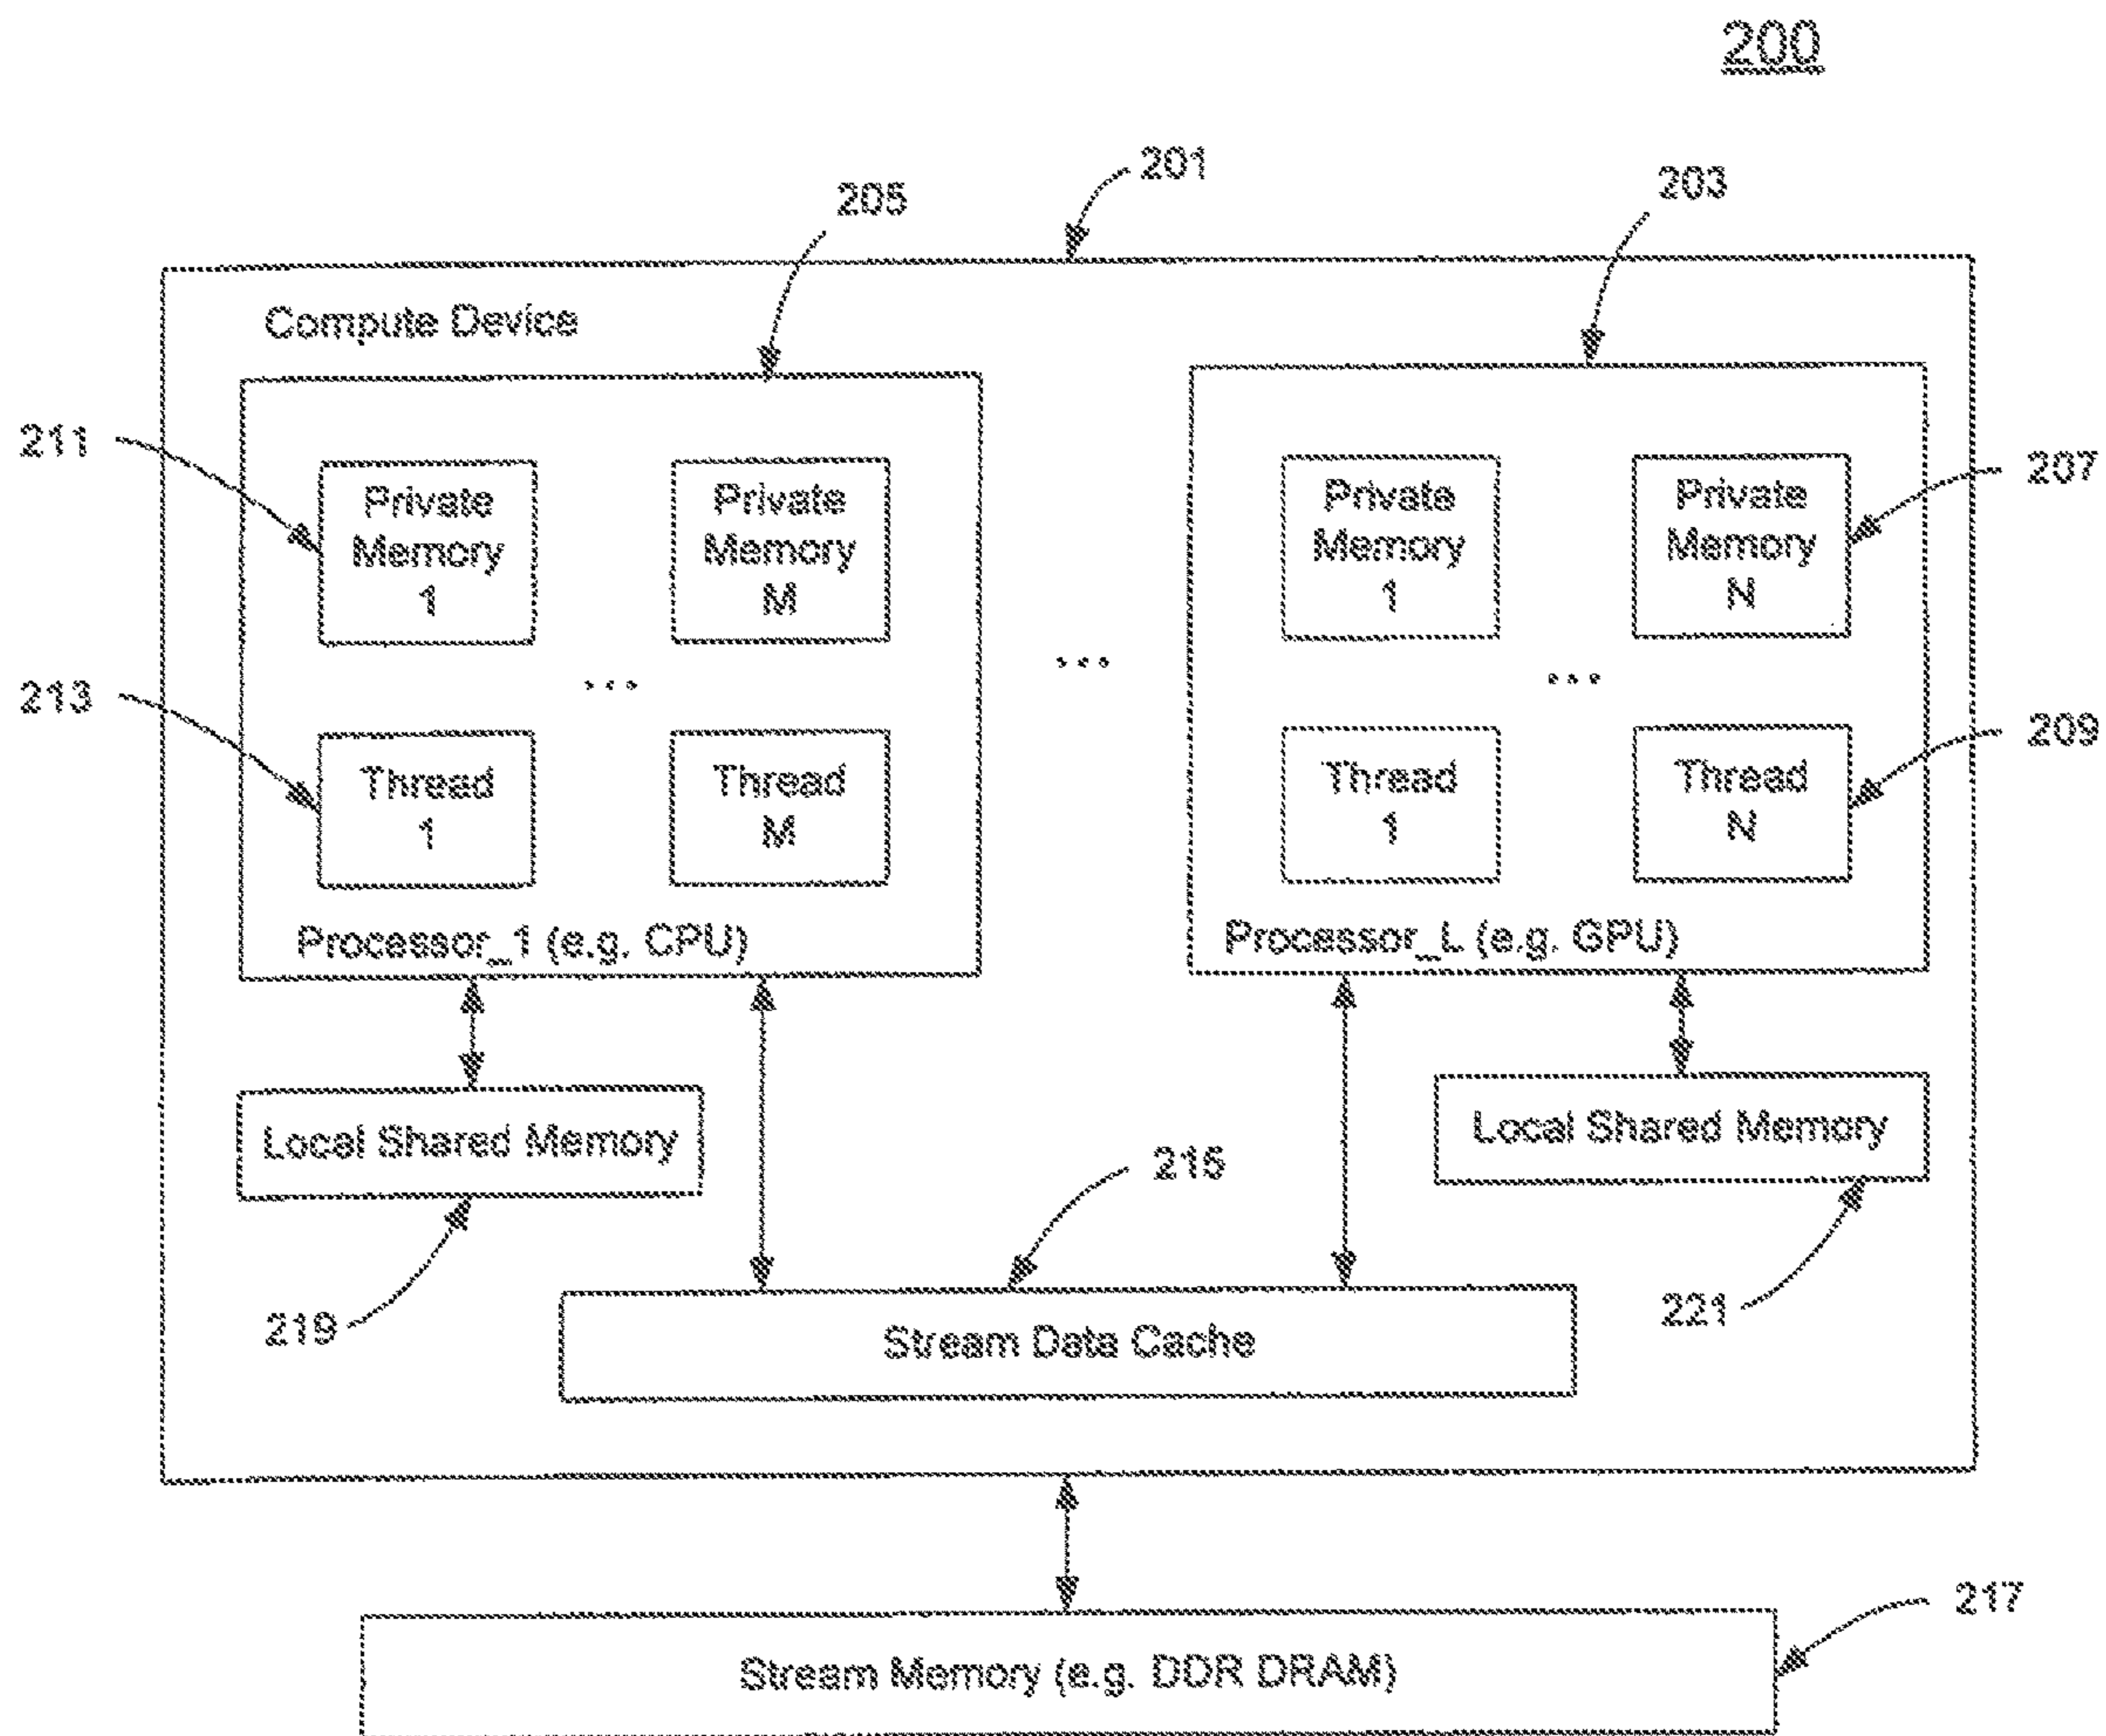 200
201
205
203
Compute Device
211
Private
Memory
1
Private
Memory
M
Private
Memory
1
Private
Memory
N
207
...
...
...
213
Thread
1
Thread
M
Thread
1
Thread
N
209
Processor_1 (e.g. CPU)
Processor_L (e.g. GPU)
Local Shared Memory
Local Shared Memory
215
219
221
Stream Data Cache
217
Stream Memory (e.g. DDR DRAM)